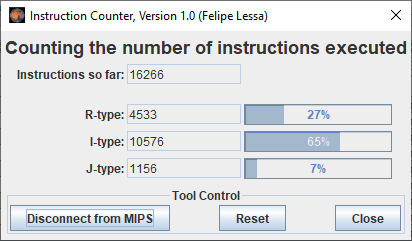 Instruction Counter, Version 1.0 (Felipe Lessa)
Counting the number of instructions executed
Instructions so far: 16266
R-type: 4533 27%
I-type: 10576 65%
J-type: 1156 7%
Tool Control
Disconnect from MIPS Reset Close